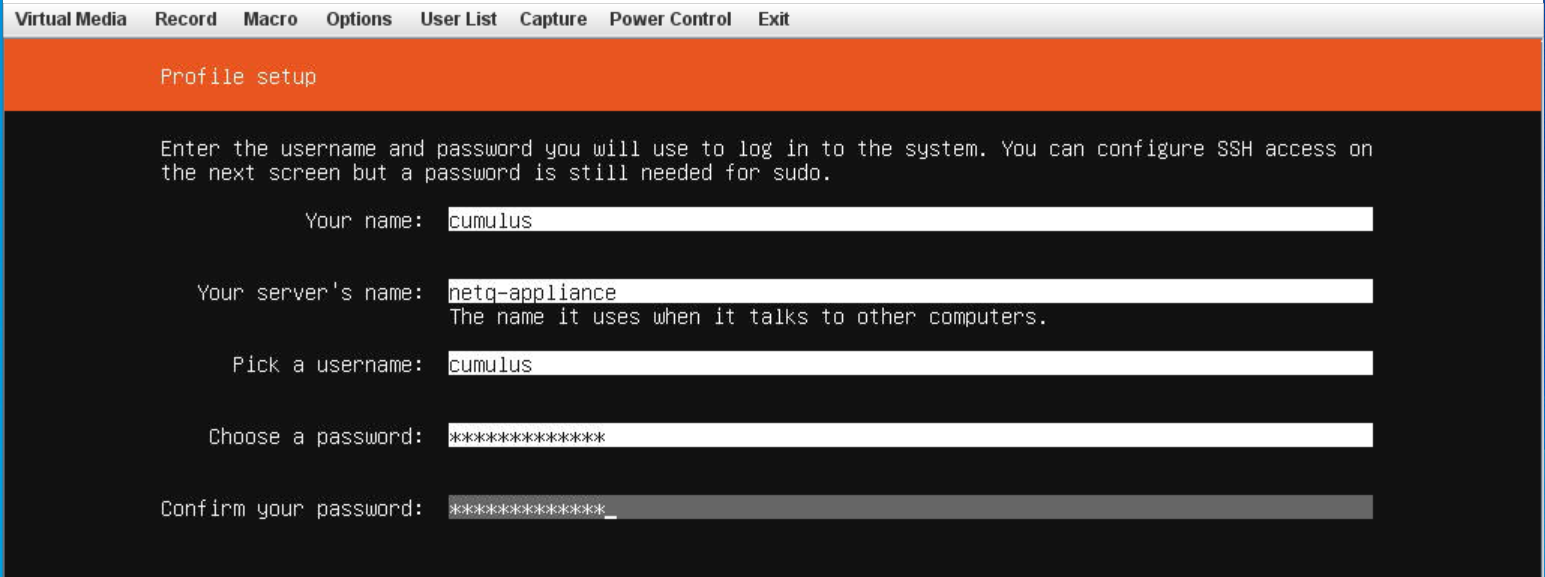 Virtual Media Record Macro Options User List Capture Power Control Exit
Profile setup
Enter the username and password you will use to log in to the system. You can configure SSH access on
the next screen but a password is still needed for sudo.
Your name: cumulus
Your server's name: netq-appliance
The name it uses when it talks to other computers.
Pick a username: cumulus
Choose a password: *************
Confirm your password: *************_